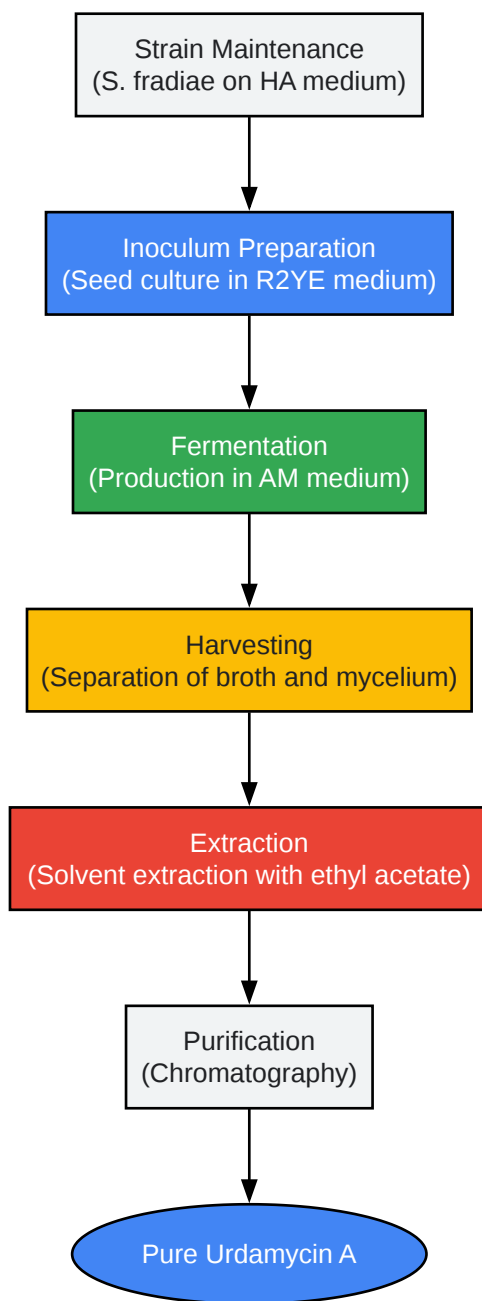 Strain Maintenance
(S. fradiae on HA medium)
Inoculum Preparation
(Seed culture in R2YE medium)
Fermentation
(Production in AM medium)
Harvesting
(Separation of broth and mycelium)
Extraction
(Solvent extraction with ethyl acetate)
Purification
(Chromatography)
Pure Urdamycin A